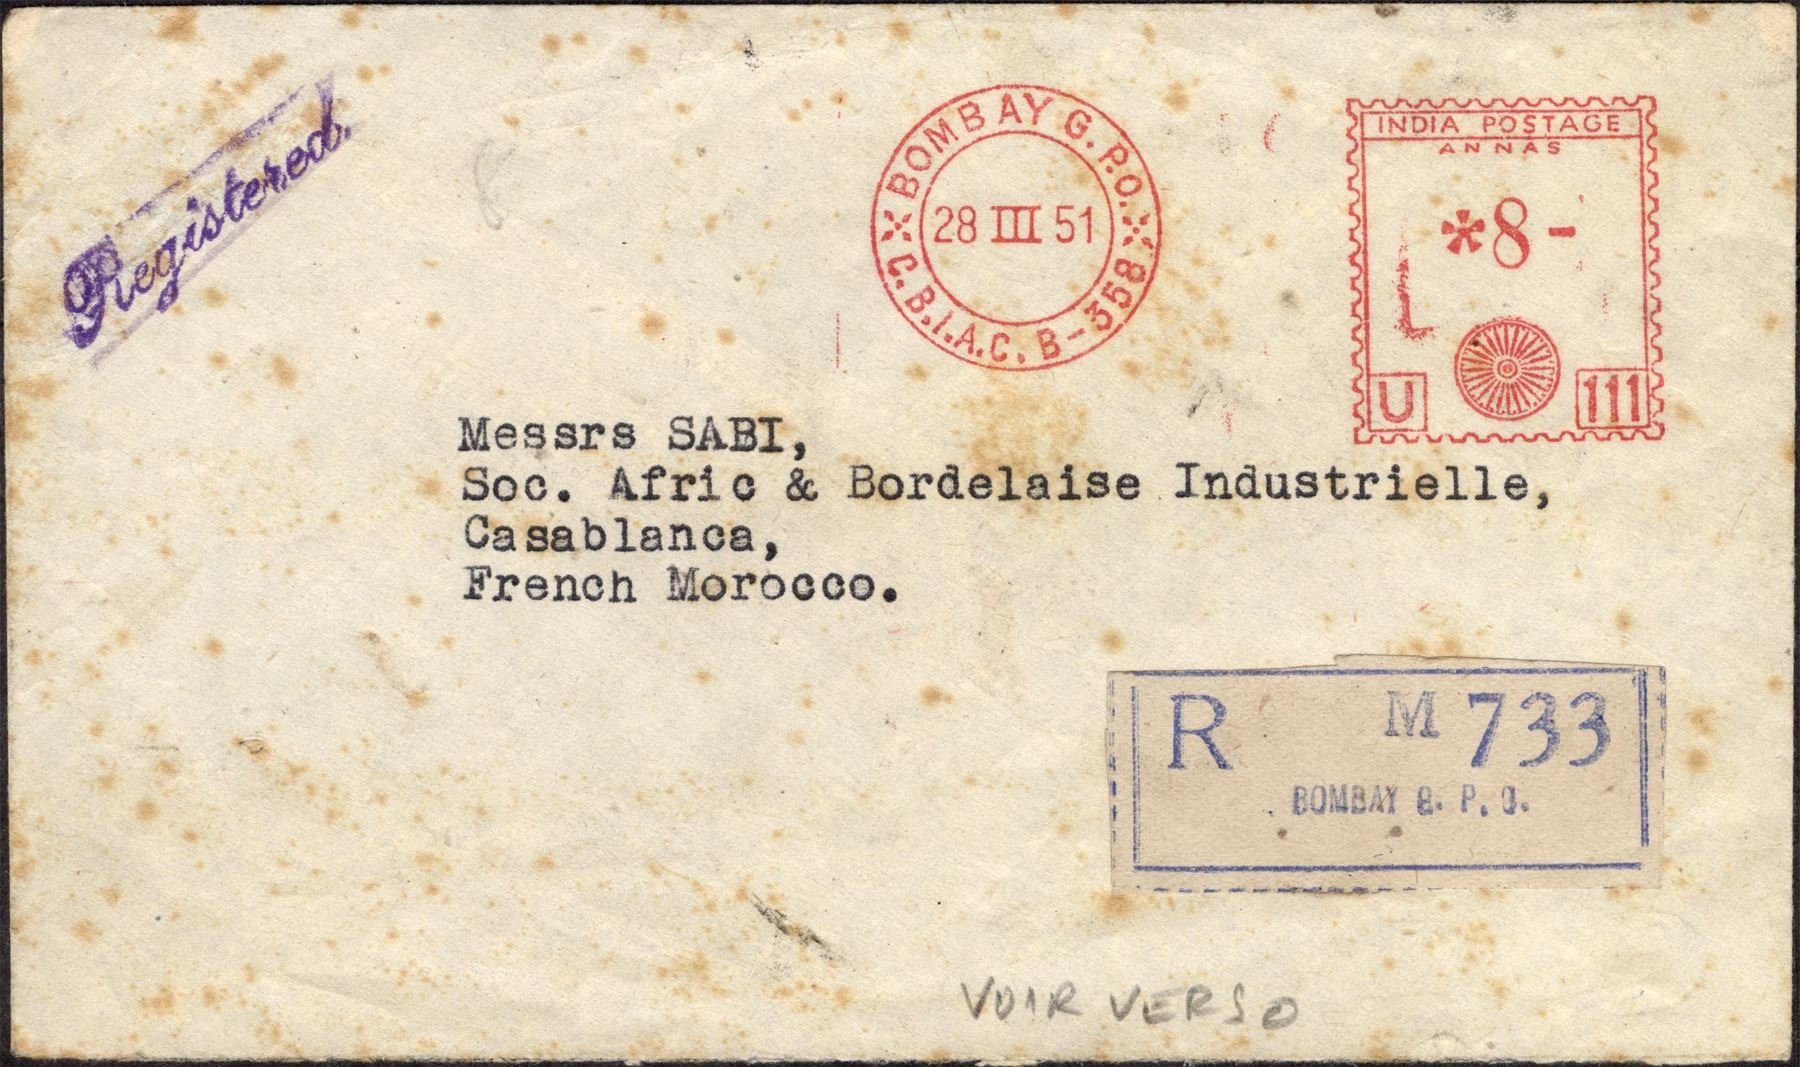 Registered.
BOMBAY G.P.O.
28 III 51
C.B.I.A.C. B-358
INDIA POSTAGE
ANNAS
*8-
U
111
Messrs SABI,
Soc. Afric & Bordelaise Industrielle,
Casablanca,
French Morocco.
R M 733
BOMBAY G. P. O.
VOIR VERSO